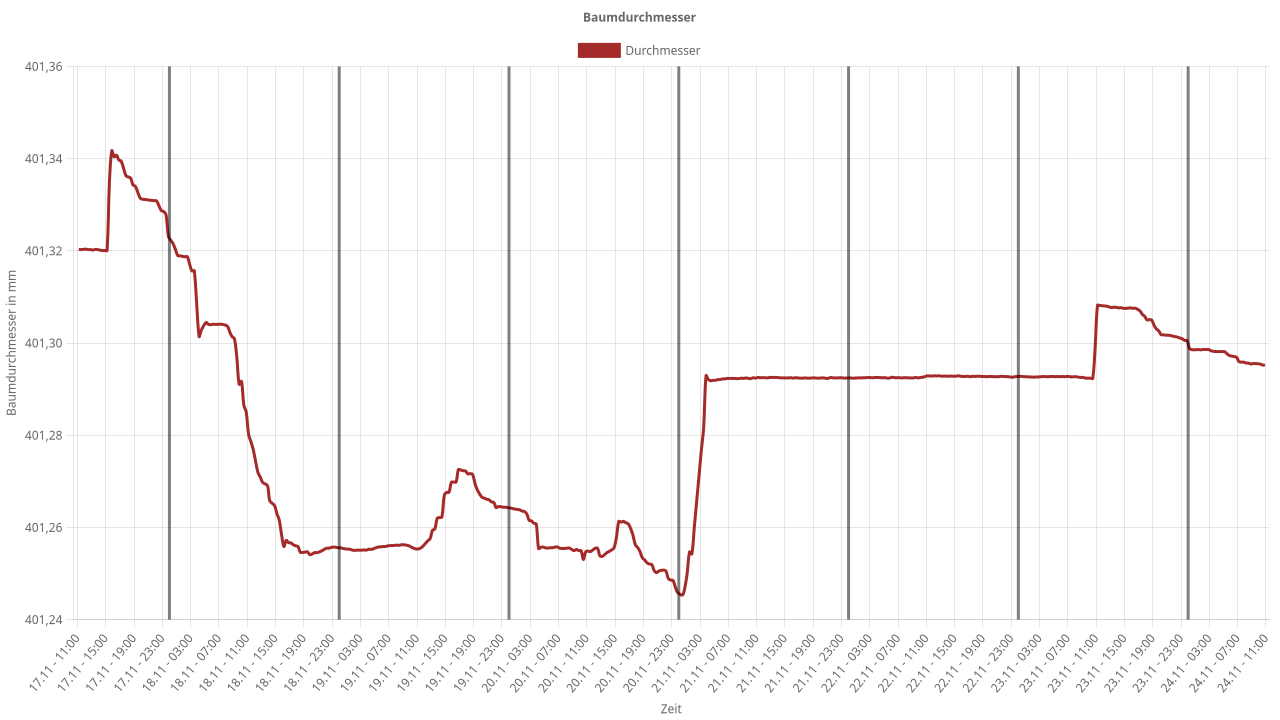 Baumdurchmesser
Durchmesser
401,36
401,34
401,32
401,30
401,28
401,26
401,24
Baumdurchmesser in mm
17.11 - 11:00
17.11 - 15:00
17.11 - 19:00
17.11 - 23:00
18.11 - 03:00
18.11 - 07:00
18.11 - 11:00
18.11 - 15:00
18.11 - 19:00
18.11 - 23:00
19.11 - 03:00
19.11 - 07:00
19.11 - 11:00
19.11 - 15:00
19.11 - 19:00
19.11 - 23:00
20.11 - 03:00
20.11 - 07:00
20.11 - 11:00
20.11 - 15:00
20.11 - 19:00
20.11 - 22:00
21.11 - 03:00
21.11 - 07:00
21.11 - 11:00
21.11 - 15:00
21.11 - 19:00
21.11 - 23:00
22.11 - 03:00
22.11 - 07:00
22.11 - 11:00
22.11 - 15:00
22.11 - 19:00
22.11 - 23:00
23.11 - 03:00
23.11 - 07:00
23.11 - 11:00
23.11 - 15:00
23.11 - 19:00
23.11 - 23:00
24.11 - 03:00
24.11 - 07:00
24.11 - 11:00
Zeit